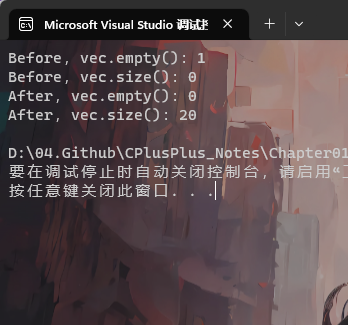 Microsoft Visual Studio 调试控
Before, vec.empty(): 1
Before, vec.size(): 0
After, vec.empty(): 0
After, vec.size(): 20
D:\04.Github\CPlusPlus_Notes\Chapter01
要在调试停止时自动关闭控制台，请启用“工
按任意键关闭此窗口. . .